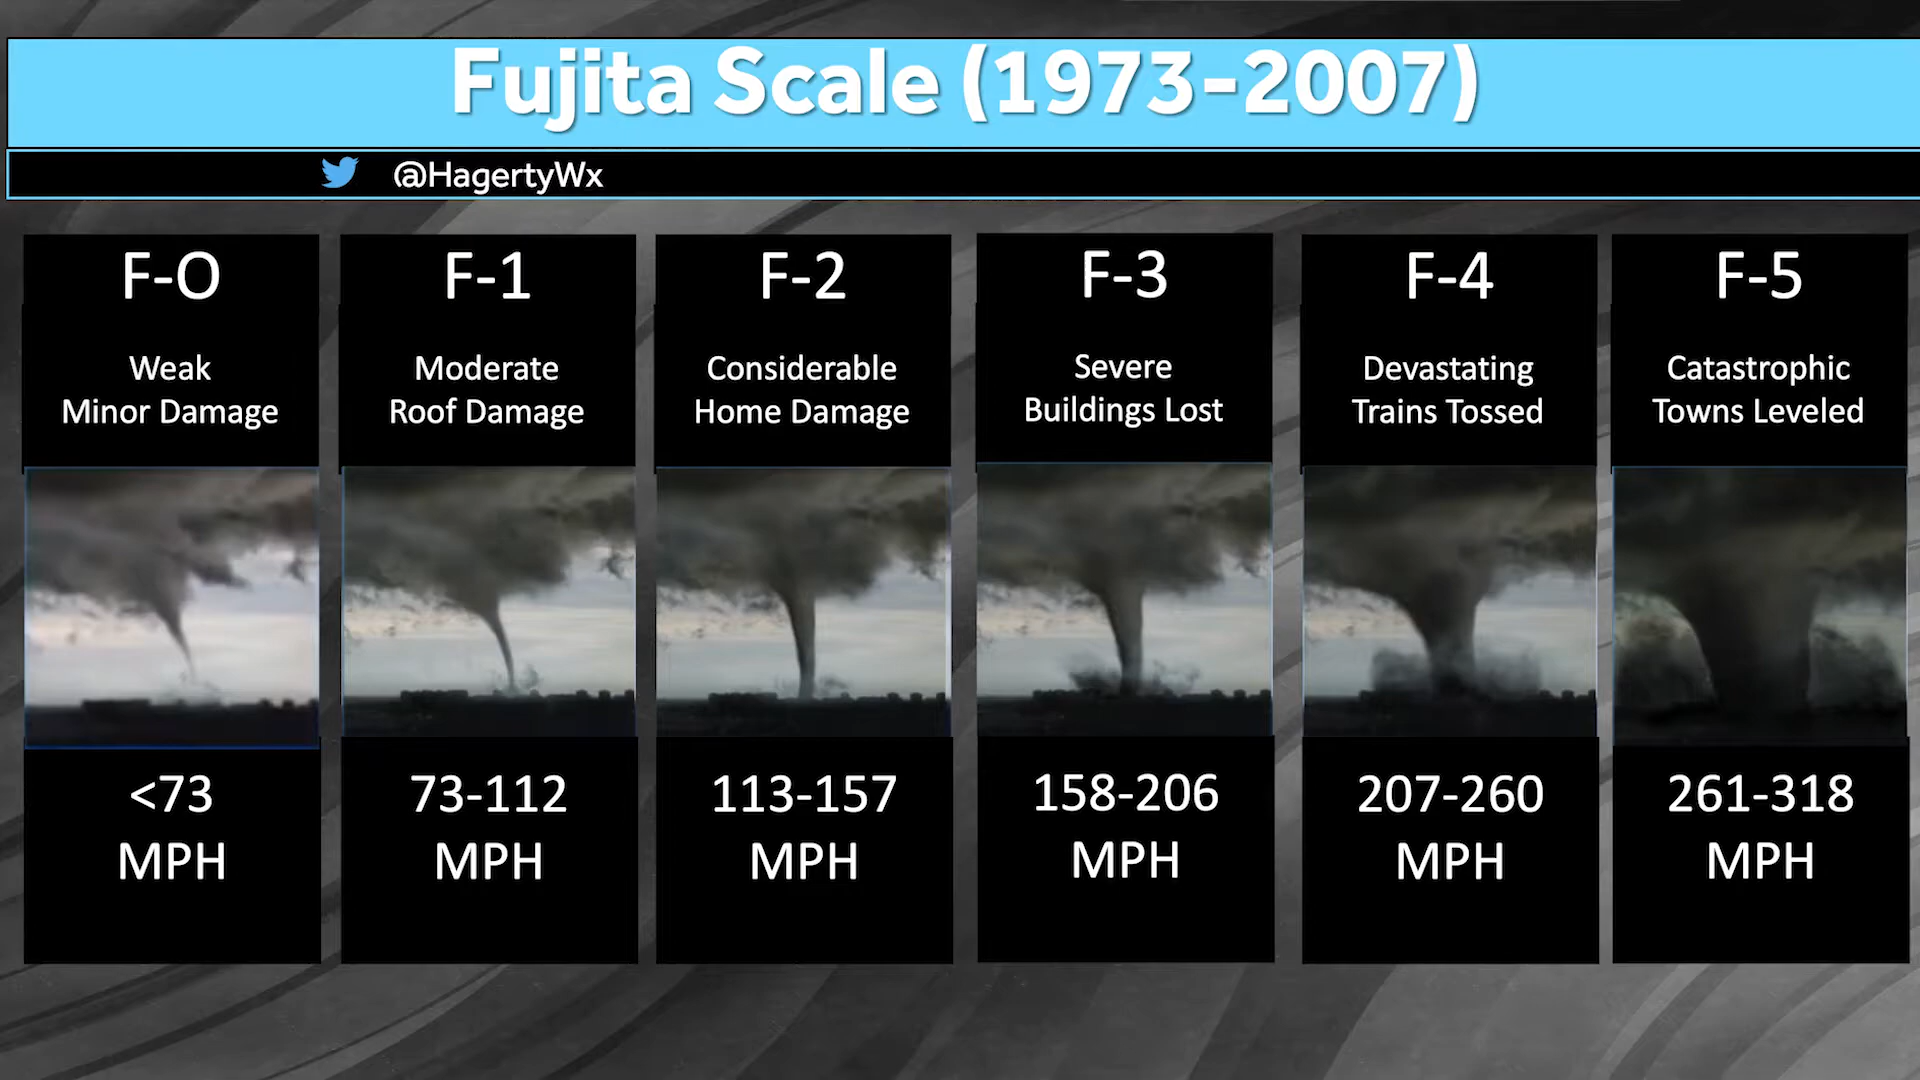 Fujita Scale (1973-2007)
@HagertyWx
F-0
Weak
Minor Damage
<73
MPH
F-1
Moderate
Roof Damage
73-112
MPH
F-2
Considerable
Home Damage
113-157
MPH
F-3
Severe
Buildings Lost
158-206
MPH
F-4
Devastating
Trains Tossed
207-260
MPH
F-5
Catastrophic
Towns Leveled
261-318
MPH